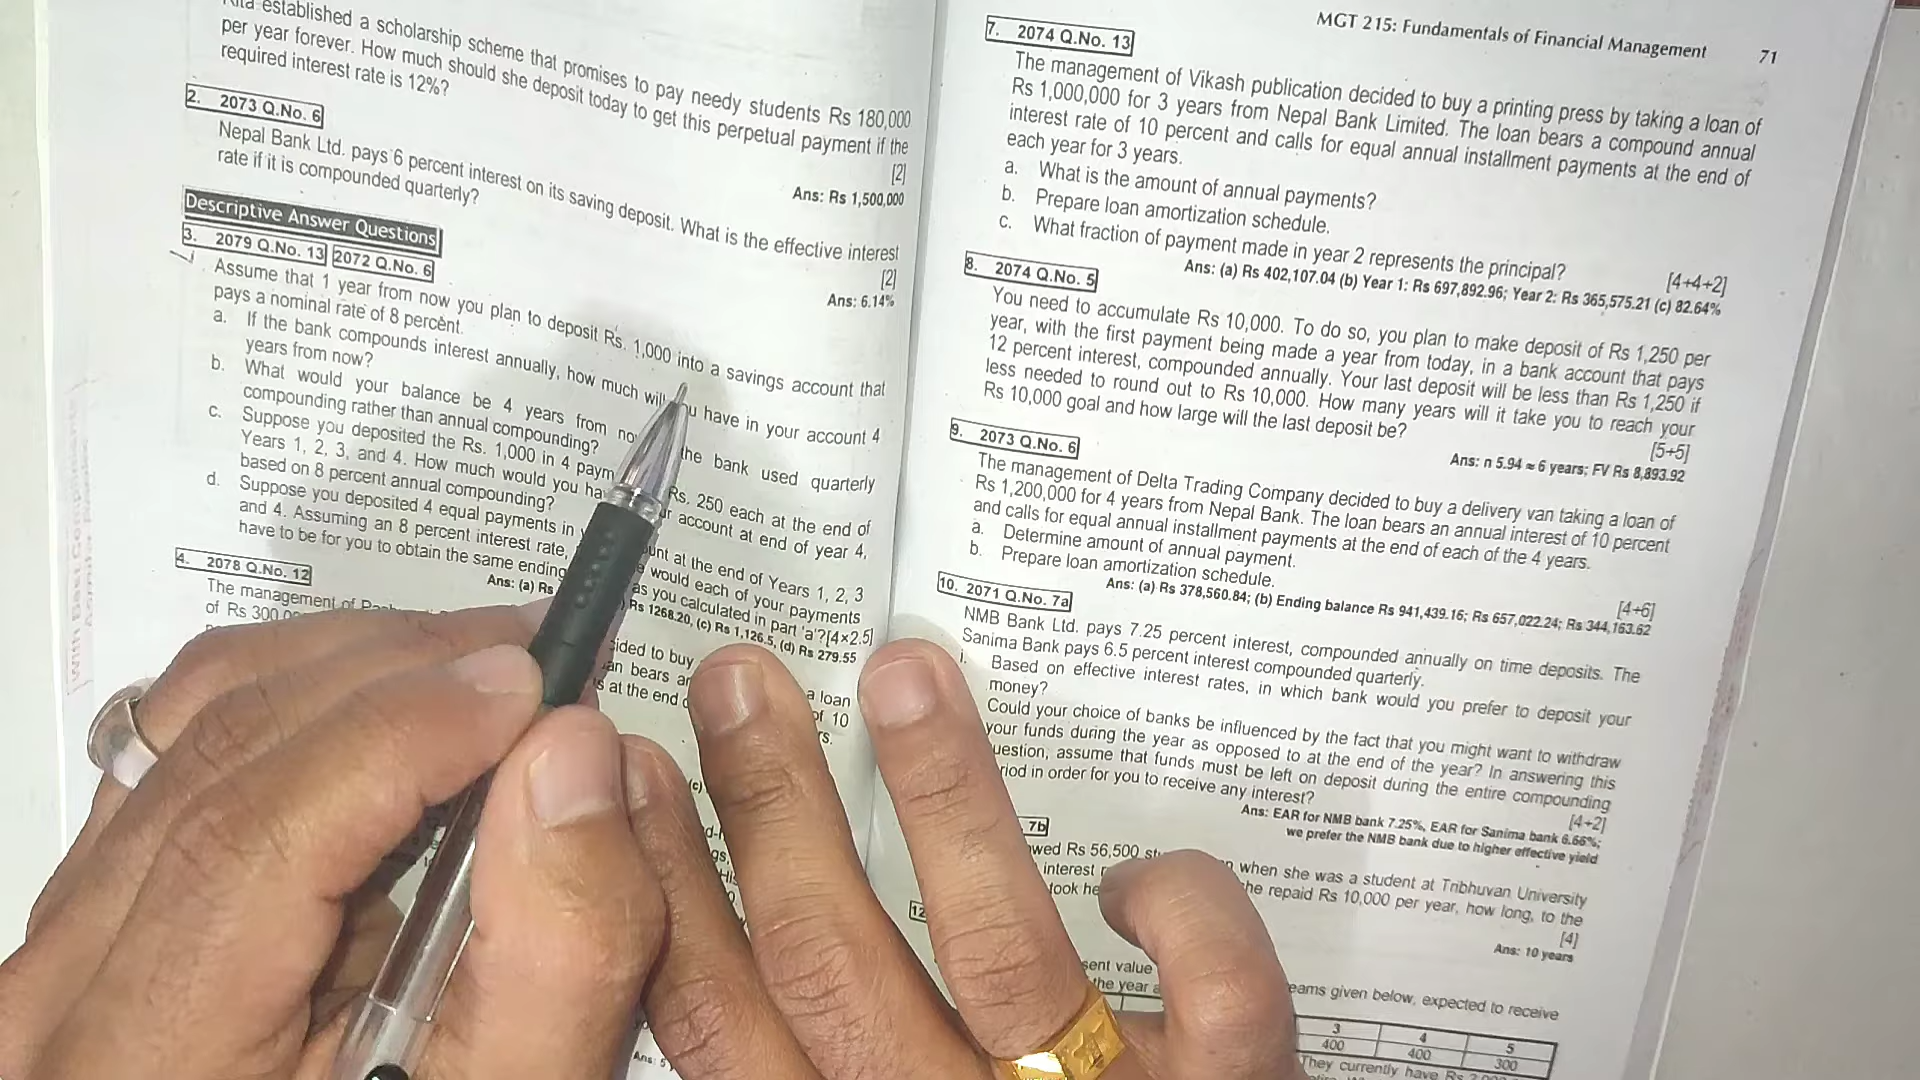 established a scholarship scheme that promises to pay needy students Rs 180,000
per year forever. How much should she deposit today to get this perpetual payment if the
required interest rate is 12%?
[2]
Ans: Rs 1,500,000
2. 2073 Q.No. 6
Nepal Bank Ltd. pays 6 percent interest on its saving deposit. What is the effective interest
rate if it is compounded quarterly?
[2]
Ans: 6.14%
Descriptive Answer Questions
3. 2079 Q.No. 13 2072 Q.No. 6
Assume that 1 year from now you plan to deposit Rs. 1,000 into a savings account that
pays a nominal rate of 8 percent.
a. If the bank compounds interest annually, how much will have in your account 4
years from now?
b. What would your balance be 4 years from the bank used quarterly
compounding rather than annual compounding?
c. Suppose you deposited the Rs. 1,000 in 4 Rs. 250 each at the end of
Years 1, 2, 3, and 4. How much would you account at end of year 4,
based on 8 percent annual compounding?
d. Suppose you deposited 4 equal payments in at the end of Years 1, 2, 3
and 4. Assuming an 8 percent interest rate, would each of your payments
have to be for you to obtain the same ending as you calculated in part 'a'?[4×2.5]
Ans: (a) Rs Rs 1268.20, (c) Rs 1,126.5, (d) Rs 279.55
4. 2078 Q.No. 12
The management of to buy a loan
of Rs bears of 10
at the end
(c)
MGT 215: Fundamentals of Financial Management 71
7. 2074 Q.No. 13
The management of Vikash publication decided to buy a printing press by taking a loan of
Rs 1,000,000 for 3 years from Nepal Bank Limited. The loan bears a compound annual
interest rate of 10 percent and calls for equal annual installment payments at the end of
each year for 3 years.
a. What is the amount of annual payments?
b. Prepare loan amortization schedule.
c. What fraction of payment made in year 2 represents the principal?
[4+4+2]
Ans: (a) Rs 402,107.04 (b) Year 1: Rs 697,892.96; Year 2: Rs 365,575.21 (c) 82.64%
8. 2074 Q.No. 5
You need to accumulate Rs 10,000. To do so, you plan to make deposit of Rs 1,250 per
year, with the first payment being made a year from today, in a bank account that pays
12 percent interest, compounded annually. Your last deposit will be less than Rs 1,250 if
less needed to round out to Rs 10,000. How many years will it take you to reach your
Rs 10,000 goal and how large will the last deposit be?
[5+5]
Ans: n 5.94 ≈ 6 years; FV Rs 8,893.92
9. 2073 Q.No. 6
The management of Delta Trading Company decided to buy a delivery van taking a loan of
Rs 1,200,000 for 4 years from Nepal Bank. The loan bears an annual interest of 10 percent
and calls for equal annual installment payments at the end of each of the 4 years.
a. Determine amount of annual payment.
b. Prepare loan amortization schedule.
[4+6]
Ans: (a) Rs 378,560.84; (b) Ending balance Rs 941,439.16; Rs 657,022.24; Rs 344,163.62
10. 2071 Q.No. 7a
NMB Bank Ltd. pays 7.25 percent interest, compounded annually on time deposits. The
Sanima Bank pays 6.5 percent interest compounded quarterly.
i. Based on effective interest rates, in which bank would you prefer to deposit your
money?
Could your choice of banks be influenced by the fact that you might want to withdraw
your funds during the year as opposed to at the end of the year? In answering this
question, assume that funds must be left on deposit during the entire compounding
in order for you to receive any interest?
[4+2]
Ans: EAR for NMB bank 7.25%, EAR for Sanima bank 6.66%;
we prefer the NMB bank due to higher effective yield
7b
Rs 56,500 when she was a student at Tribhuvan University
interest he repaid Rs 10,000 per year, how long, to the
took
[4]
Ans: 10 years
12
value given below, expected to receive
the year
3 4 5
400 400 300
They currently have Rs